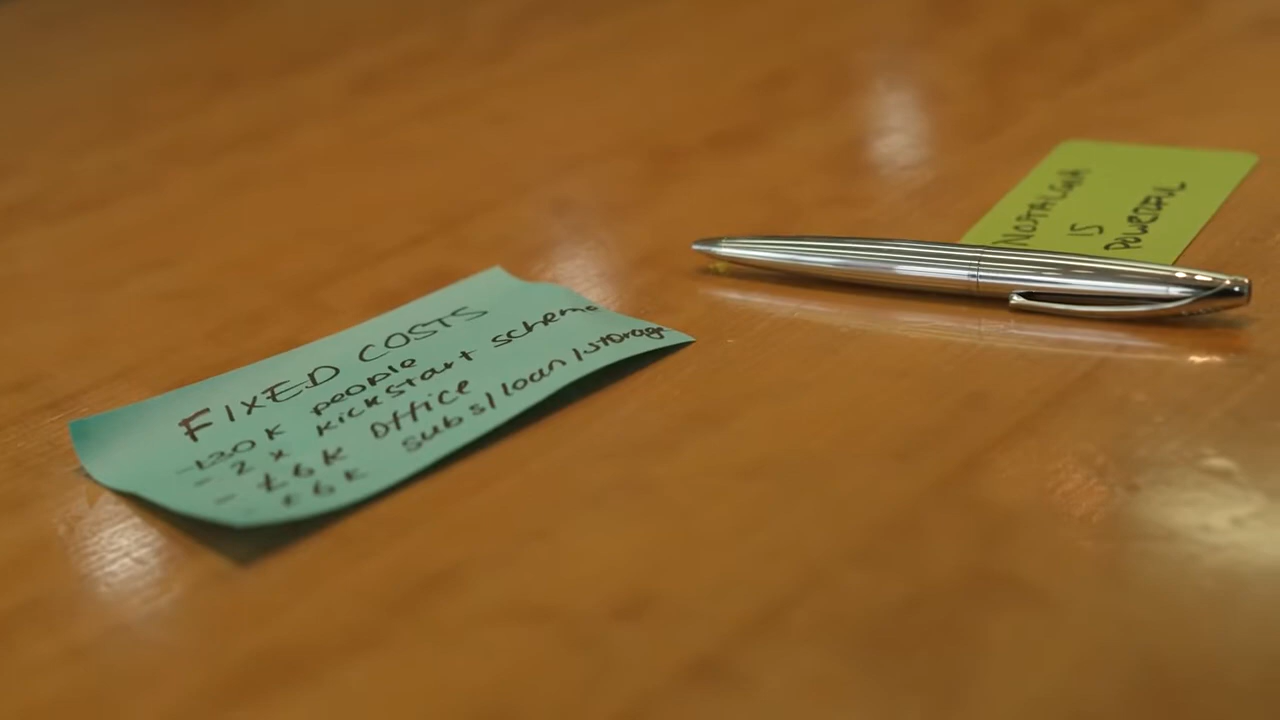 FIXED COSTS
-120K people
- 2 x kickstart scheme
- £6k Office
£6k subs/loan/storage
NOSTALGIA
IS
POWERFUL